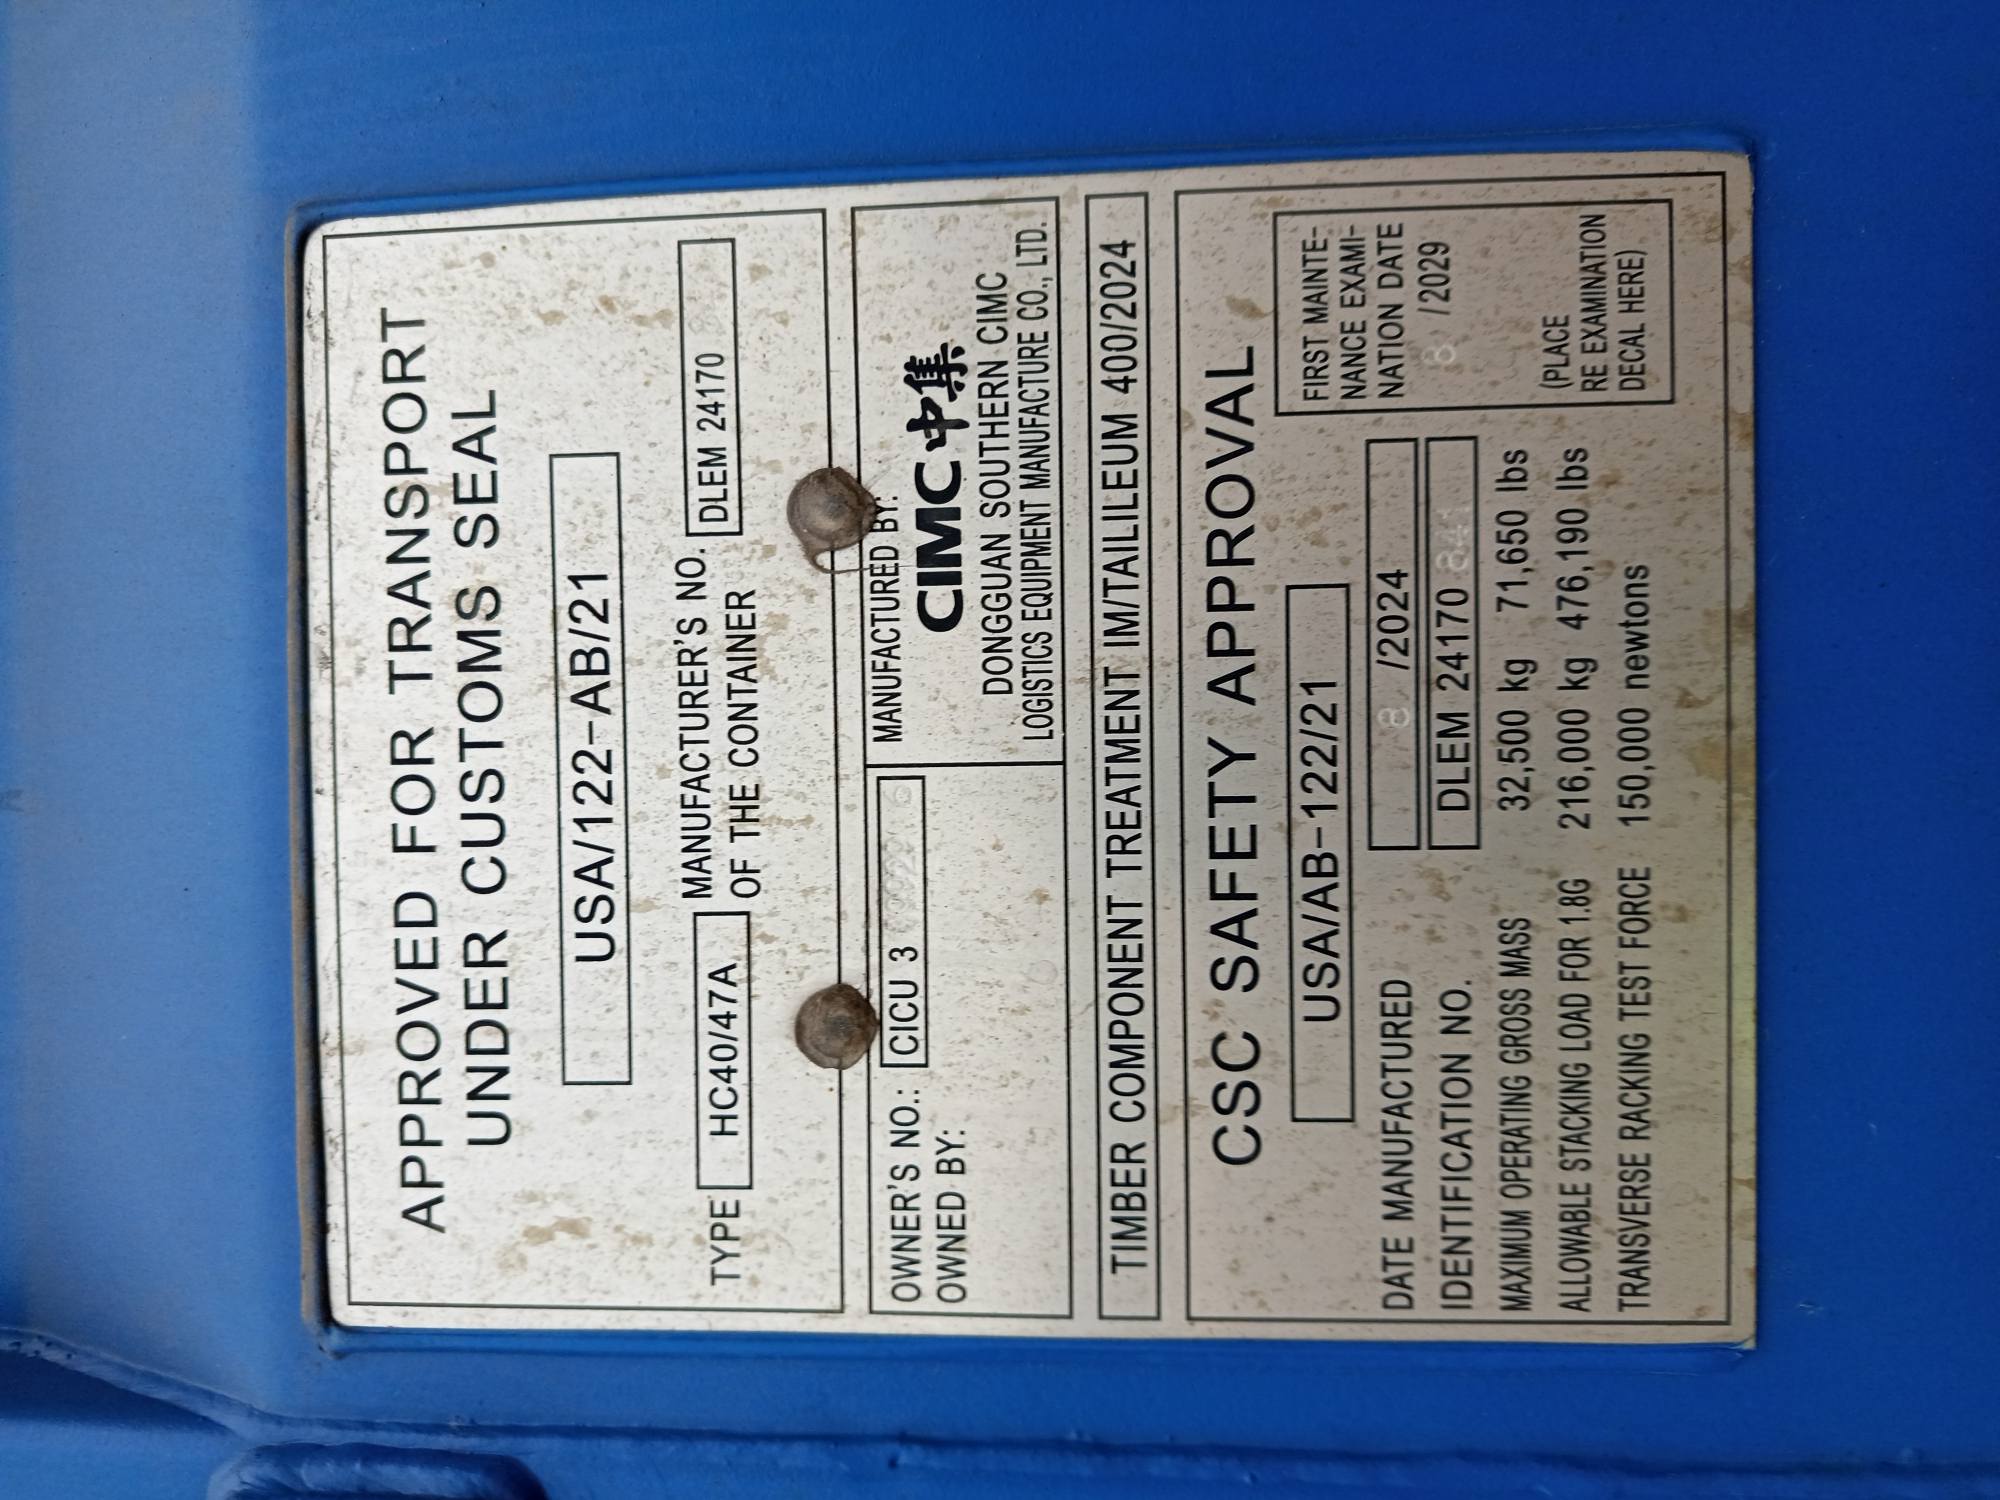 APPROVED FOR TRANSPORT
UNDER CUSTOMS SEAL
USA/122-AB/21
TYPE HC40/47A MANUFACTURER'S NO. OF THE CONTAINER DLEM 24170
OWNER'S NO.: CICU 3
OWNED BY:
MANUFACTURED BY:
CIMC中集
DONGGUAN SOUTHERN CIMC
LOGISTICS EQUIPMENT MANUFACTURE CO., LTD.
TIMBER COMPONENT TREATMENT IM/TAILILEUM 400/2024
CSC SAFETY APPROVAL
USA/AB-122/21
DATE MANUFACTURED 8 /2024
IDENTIFICATION NO. DLEM 24170
MAXIMUM OPERATING GROSS MASS 32,500 kg 71,650 lbs
ALLOWABLE STACKING LOAD FOR 1.8G 216,000 kg 476,190 lbs
TRANSVERSE RACKING TEST FORCE 150,000 newtons
FIRST MAINTE-
NANCE EXAMI-
NATION DATE
8 /2029
(PLACE
RE EXAMINATION
DECAL HERE)